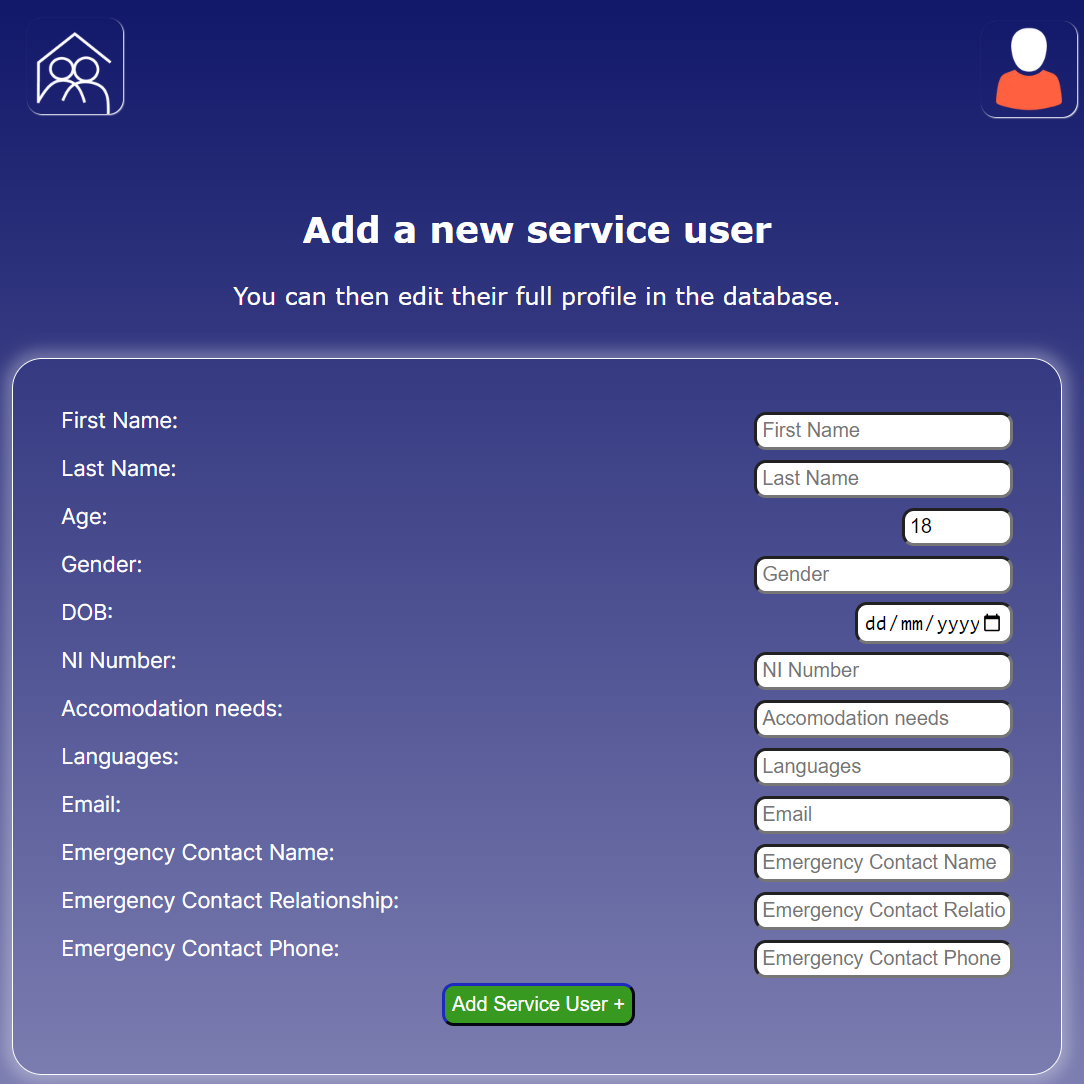 Add a new service user
You can then edit their full profile in the database.
First Name: First Name
Last Name: Last Name
Age: 18
Gender: Gender
DOB: dd/mm/yyyy
NI Number: NI Number
Accomodation needs: Accomodation needs
Languages: Languages
Email: Email
Emergency Contact Name: Emergency Contact Name
Emergency Contact Relationship: Emergency Contact Relatio
Emergency Contact Phone: Emergency Contact Phone
Add Service User +